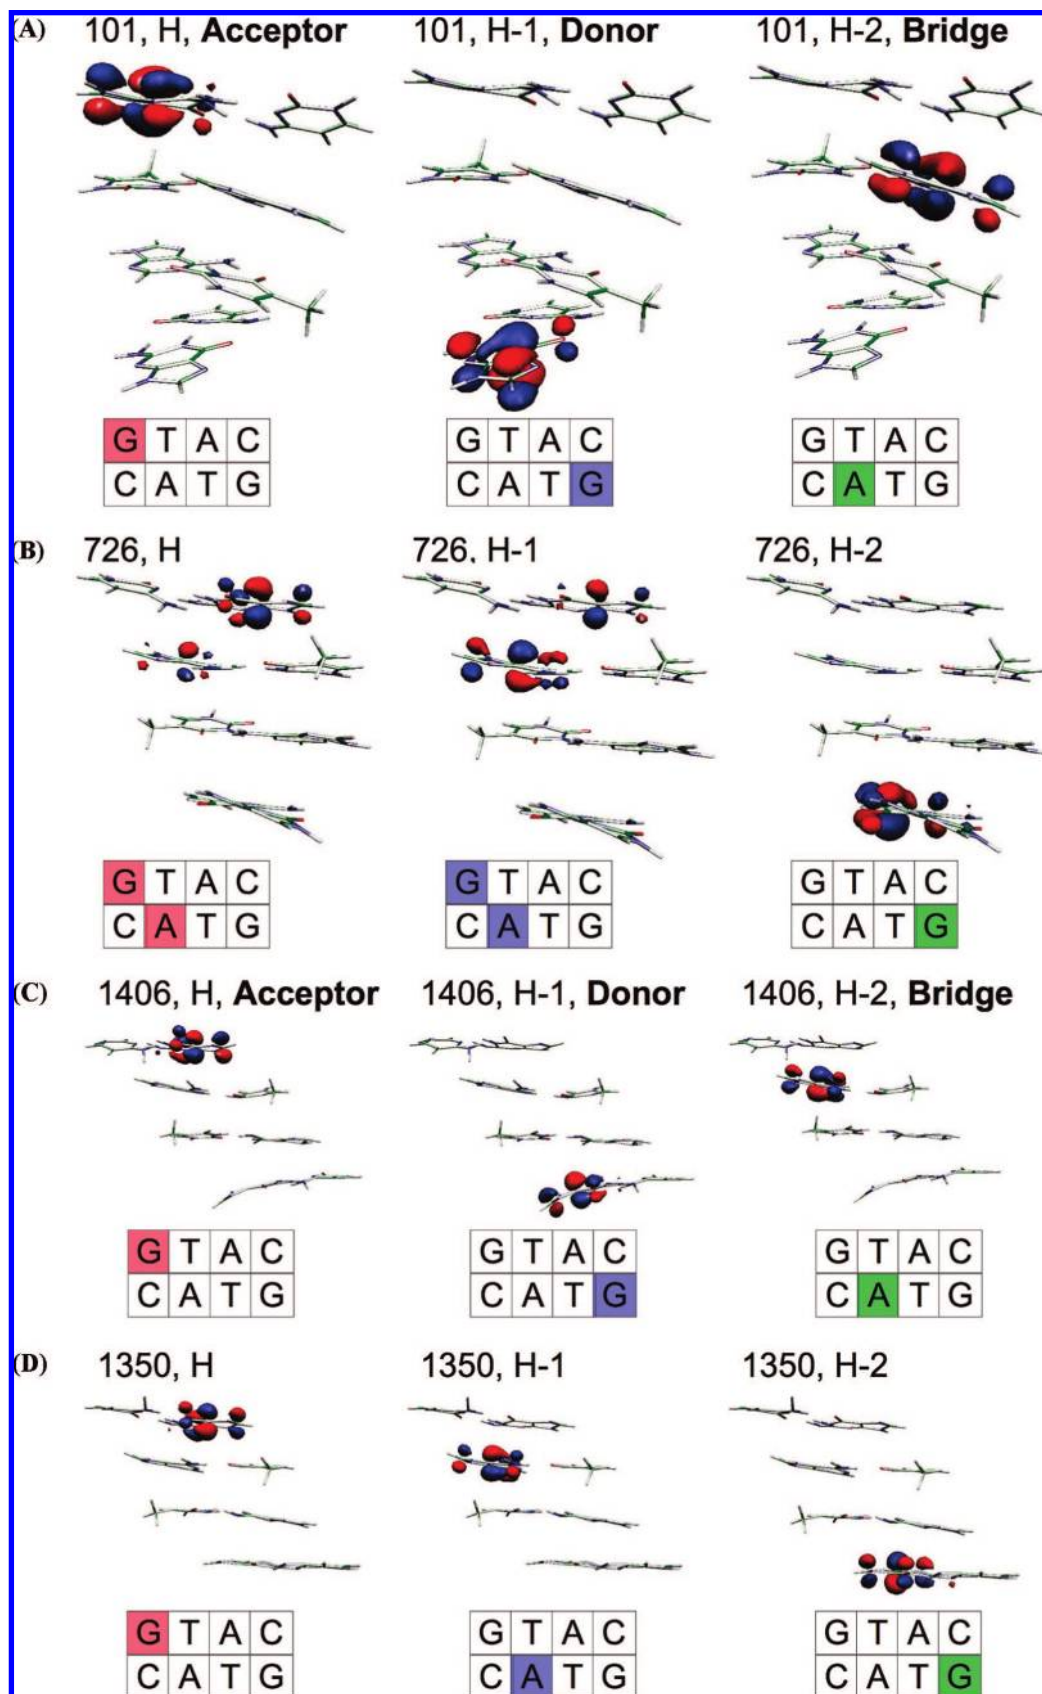 (A) 101, H, Acceptor 101, H-1, Donor 101, H-2, Bridge
G T A C G T A C G T A C
C A T G C A T G C A T G
(B) 726, H 726, H-1 726, H-2
G T A C G T A C G T A C
C A T G C A T G C A T G
(C) 1406, H, Acceptor 1406, H-1, Donor 1406, H-2, Bridge
G T A C G T A C G T A C
C A T G C A T G C A T G
(D) 1350, H 1350, H-1 1350, H-2
G T A C G T A C G T A C
C A T G C A T G C A T G